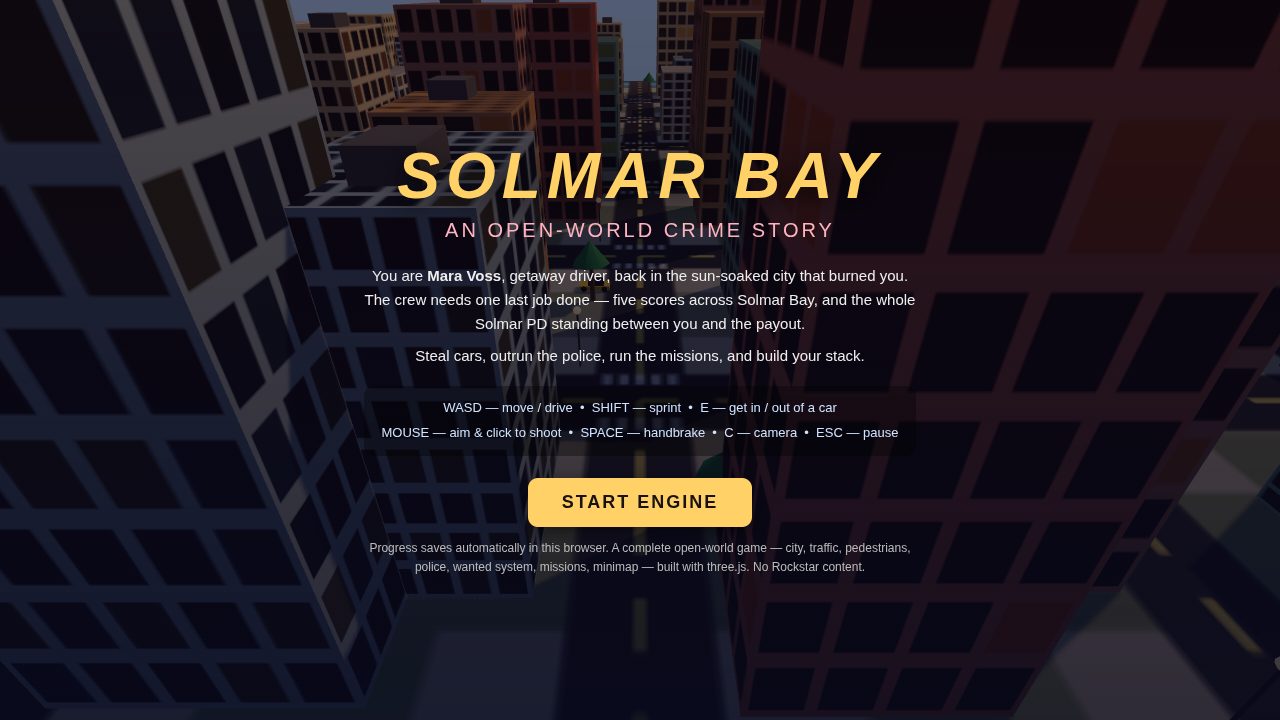 SOLMAR BAY
AN OPEN-WORLD CRIME STORY
You are Mara Voss, getaway driver, back in the sun-soaked city that burned you.
The crew needs one last job done — five scores across Solmar Bay, and the whole
Solmar PD standing between you and the payout.
Steal cars, outrun the police, run the missions, and build your stack.
WASD — move / drive • SHIFT — sprint • E — get in / out of a car
MOUSE — aim & click to shoot • SPACE — handbrake • C — camera • ESC — pause
START ENGINE
Progress saves automatically in this browser. A complete open-world game — city, traffic, pedestrians,
police, wanted system, missions, minimap — built with three.js. No Rockstar content.